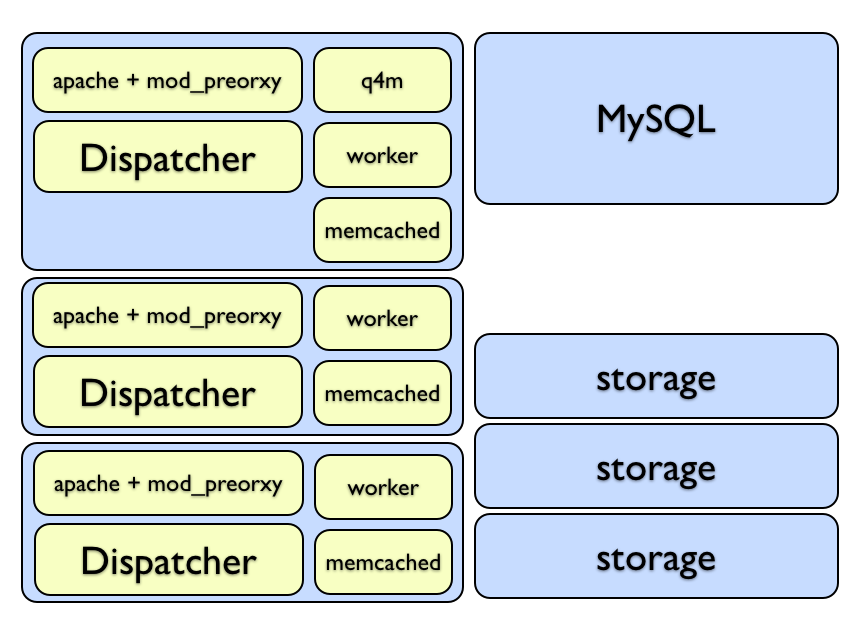 apache + mod_preorxy
q4m
Dispatcher
worker
memcached
MySQL
apache + mod_preorxy
worker
Dispatcher
memcached
apache + mod_preorxy
worker
Dispatcher
memcached
storage
storage
storage